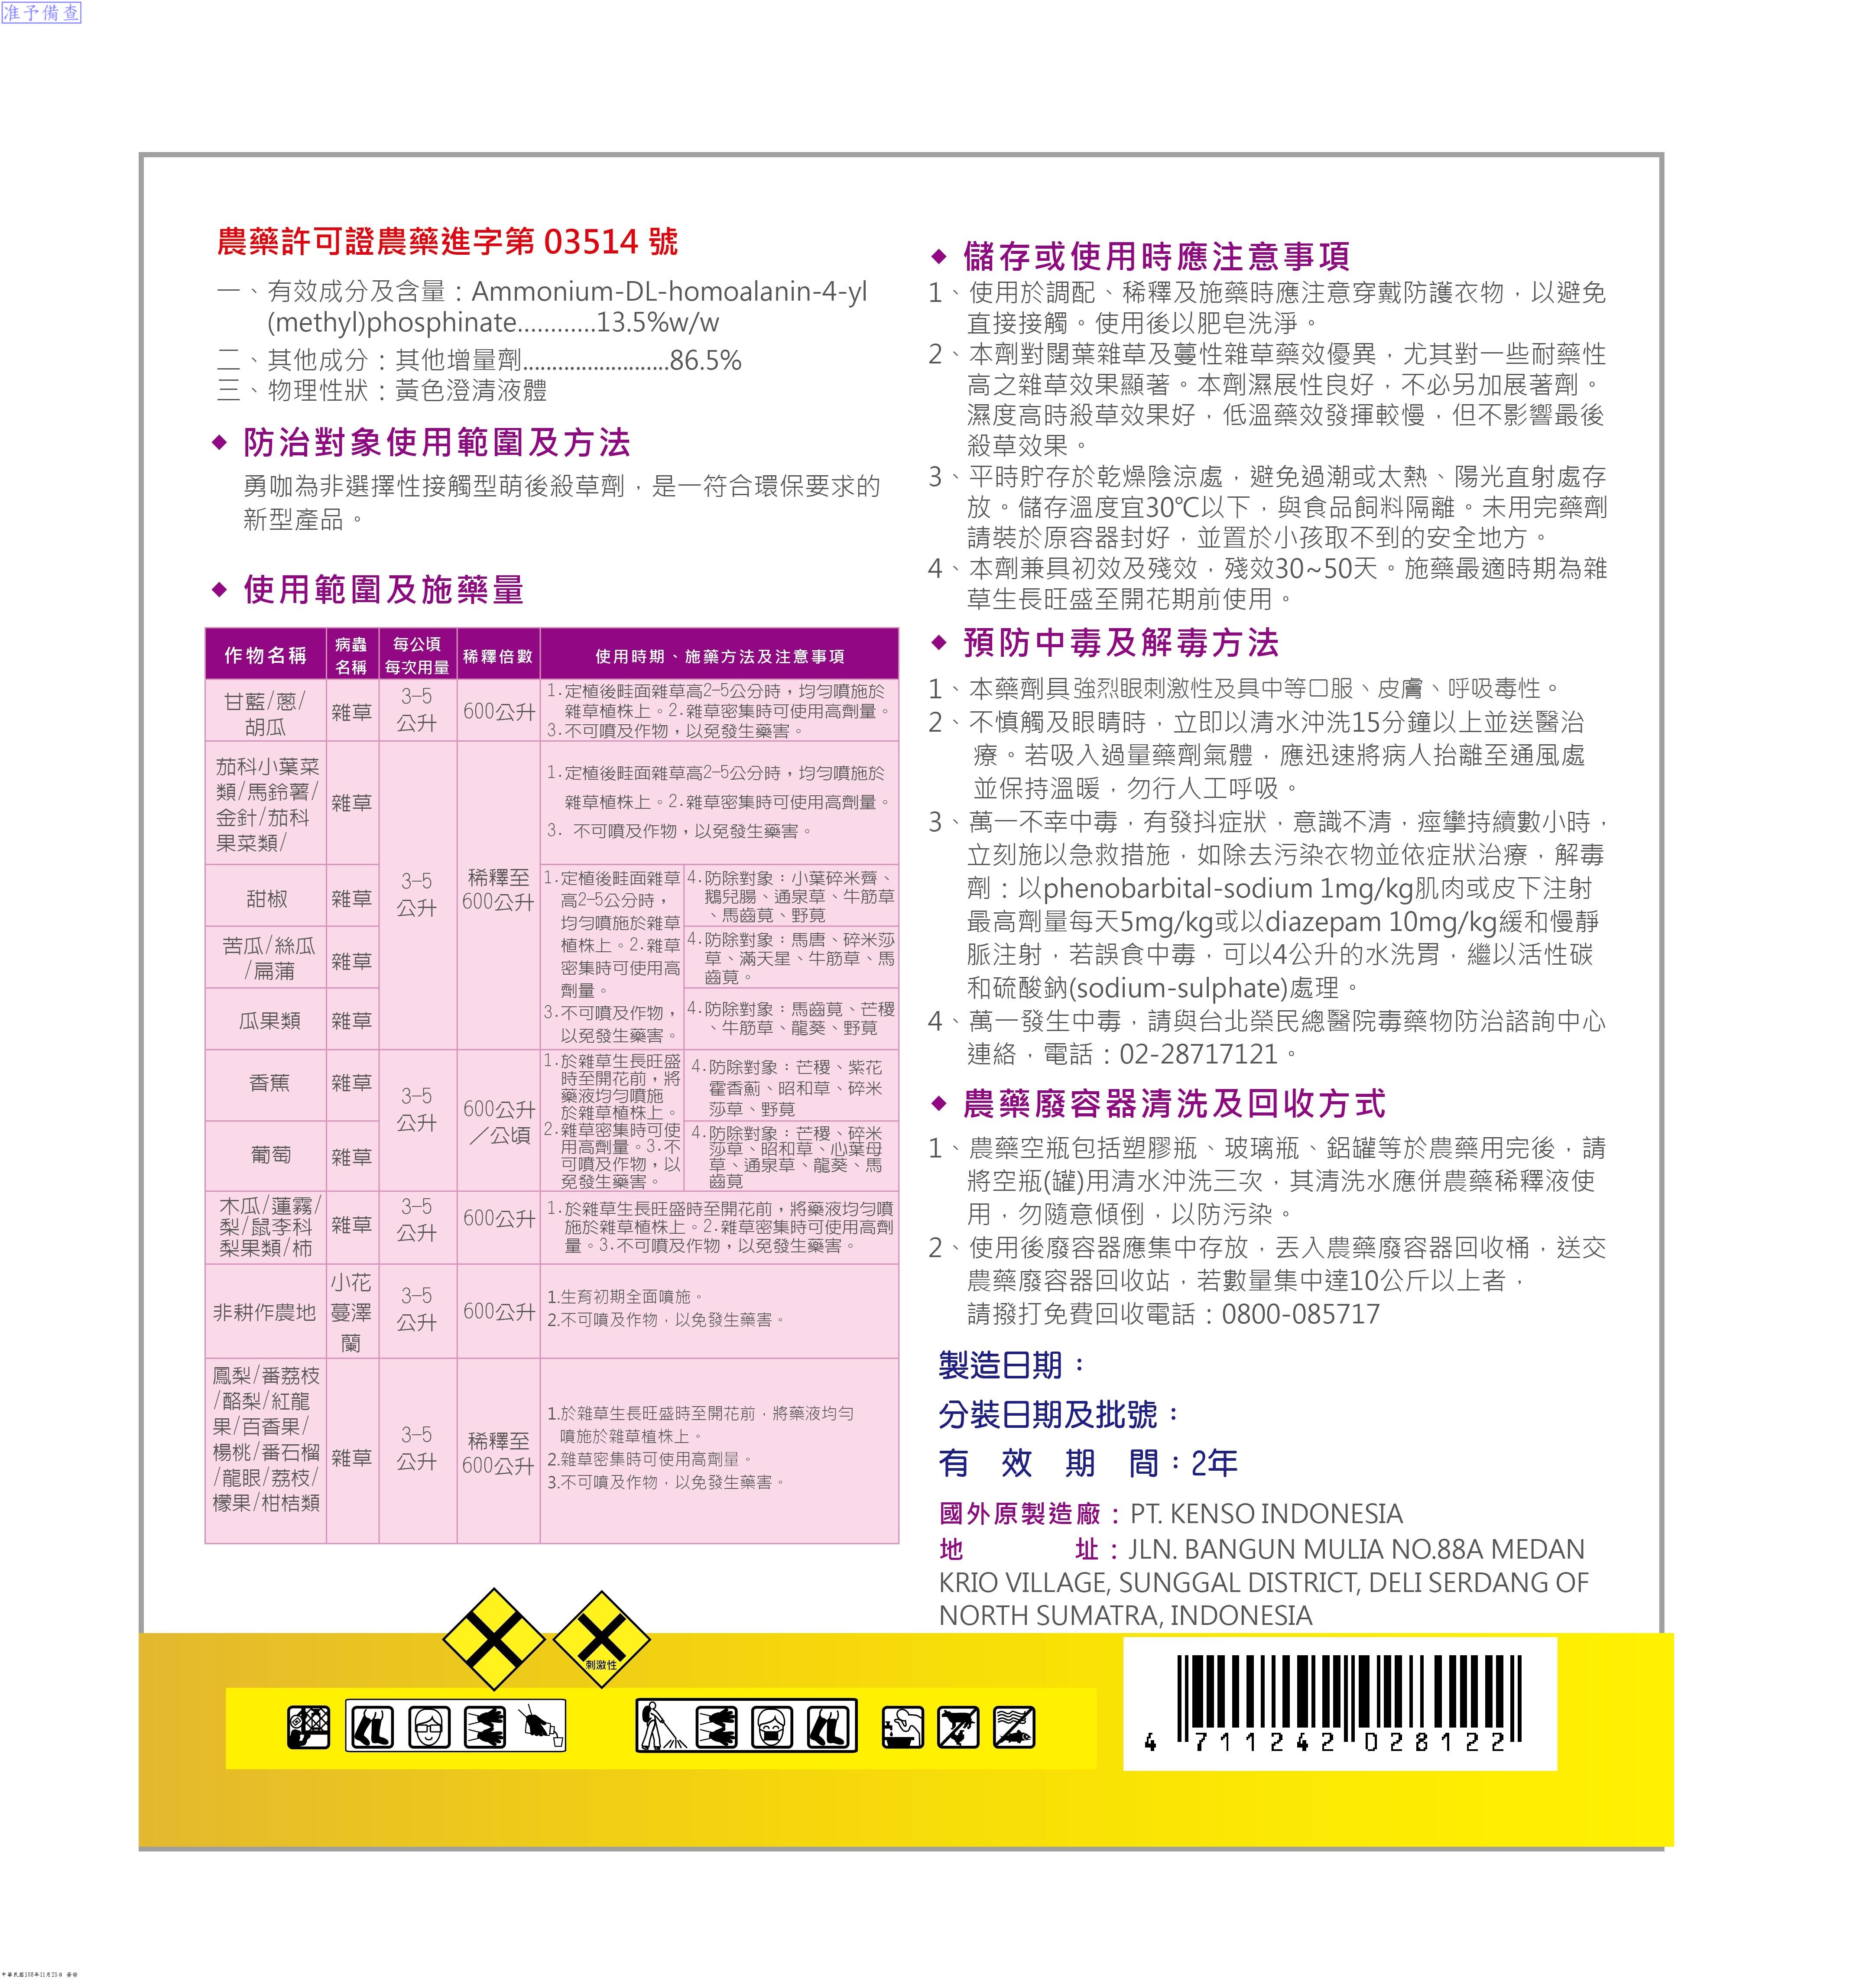 准予備查
農藥許可證農藥進字第 03514 號
一、有效成分及含量：Ammonium-DL-homoalanin-4-yl
(methyl)phosphinate............13.5%w/w
二、其他成分：其他增量劑.........................86.5%
三、物理性狀：黃色澄清液體
◆ 防治對象使用範圍及方法
勇咖為非選擇性接觸型萌後殺草劑，是一符合環保要求的
新型產品。
◆ 使用範圍及施藥量
作物名稱 病蟲名稱 每公頃每次用量 稀釋倍數 使用時期、施藥方法及注意事項
甘藍/蔥/
胡瓜
雜草
3-5
公升
600公升
1.定植後畦面雜草高2-5公分時，均勻噴施於
雜草植株上。2.雜草密集時可使用高劑量。
3.不可噴及作物，以免發生藥害。
茄科小葉菜
類/馬鈴薯/
金針/茄科
果菜類/
雜草
3-5
公升
稀釋至
600公升
1.定植後畦面雜草高2-5公分時，均勻噴施於
雜草植株上。2.雜草密集時可使用高劑量。
3. 不可噴及作物，以免發生藥害。
甜椒
雜草
1.定植後畦面雜草
高2-5公分時，
均勻噴施於雜草
植株上。2.雜草
密集時可使用高
劑量。
3.不可噴及作物，
以免發生藥害。
4.防除對象：小葉碎米薺、
鵝兒腸、通泉草、牛筋草
、馬齒莧、野莧
苦瓜/絲瓜
/扁蒲
雜草
4.防除對象：馬唐、碎米莎
草、滿天星、牛筋草、馬
齒莧。
瓜果類
雜草
4.防除對象：馬齒莧、芒稷
、牛筋草、龍葵、野莧
香蕉
雜草
3-5
公升
600公升
／公頃
1.於雜草生長旺盛
時至開花前，將
藥液均勻噴施
於雜草植株上。
2.雜草密集時可使
用高劑量。3.不
可噴及作物，以
免發生藥害。
4.防除對象：芒稷、紫花
霍香薊、昭和草、碎米
莎草、野莧
葡萄
雜草
4.防除對象：芒稷、碎米
莎草、昭和草、心葉母
草、通泉草、龍葵、馬
齒莧
木瓜/蓮霧/
梨/鼠李科
梨果類/柿
雜草
3-5
公升
600公升
1.於雜草生長旺盛時至開花前，將藥液均勻噴
施於雜草植株上。2.雜草密集時可使用高劑
量。3.不可噴及作物，以免發生藥害。
非耕作農地
小花
蔓澤
蘭
3-5
公升
600公升
1.生育初期全面噴施。
2.不可噴及作物，以免發生藥害。
鳳梨/番荔枝
/酪梨/紅龍
果/百香果/
楊桃/番石榴
/龍眼/荔枝/
檬果/柑桔類
雜草
3-5
公升
稀釋至
600公升
1.於雜草生長旺盛時至開花前，將藥液均勻
噴施於雜草植株上。
2.雜草密集時可使用高劑量。
3.不可噴及作物，以免發生藥害。
刺激性
◆ 儲存或使用時應注意事項
1、使用於調配、稀釋及施藥時應注意穿戴防護衣物，以避免
直接接觸。使用後以肥皂洗淨。
2、本劑對闊葉雜草及蔓性雜草藥效優異，尤其對一些耐藥性
高之雜草效果顯著。本劑濕展性良好，不必另加展著劑。
濕度高時殺草效果好，低溫藥效發揮較慢，但不影響最後
殺草效果。
3、平時貯存於乾燥陰涼處，避免過潮或太熱、陽光直射處存
放。儲存溫度宜30℃以下，與食品飼料隔離。未用完藥劑
請裝於原容器封好，並置於小孩取不到的安全地方。
4、本劑兼具初效及殘效，殘效30~50天。施藥最適時期為雜
草生長旺盛至開花期前使用。
◆ 預防中毒及解毒方法
1、本藥劑具強烈眼刺激性及具中等口服、皮膚、呼吸毒性。
2、不慎觸及眼睛時，立即以清水沖洗15分鐘以上並送醫治
療。若吸入過量藥劑氣體，應迅速將病人抬離至通風處
並保持溫暖，勿行人工呼吸。
3、萬一不幸中毒，有發抖症狀，意識不清，痙攣持續數小時，
立刻施以急救措施，如除去污染衣物並依症狀治療，解毒
劑：以phenobarbital-sodium 1mg/kg肌肉或皮下注射
最高劑量每天5mg/kg或以diazepam 10mg/kg緩和慢靜
脈注射，若誤食中毒，可以4公升的水洗胃，繼以活性碳
和硫酸鈉(sodium-sulphate)處理。
4、萬一發生中毒，請與台北榮民總醫院毒藥物防治諮詢中心
連絡，電話：02-28717121。
◆ 農藥廢容器清洗及回收方式
1、農藥空瓶包括塑膠瓶、玻璃瓶、鋁罐等於農藥用完後，請
將空瓶(罐)用清水沖洗三次，其清洗水應併農藥稀釋液使
用，勿隨意傾倒，以防污染。
2、使用後廢容器應集中存放，丟入農藥廢容器回收桶，送交
農藥廢容器回收站，若數量集中達10公斤以上者，
請撥打免費回收電話：0800-085717
製造日期：
分裝日期及批號：
有 效 期 間：2年
國外原製造廠：PT. KENSO INDONESIA
地 址：JLN. BANGUN MULIA NO.88A MEDAN
KRIO VILLAGE, SUNGGAL DISTRICT, DELI SERDANG OF
NORTH SUMATRA, INDONESIA
4 711242 028122